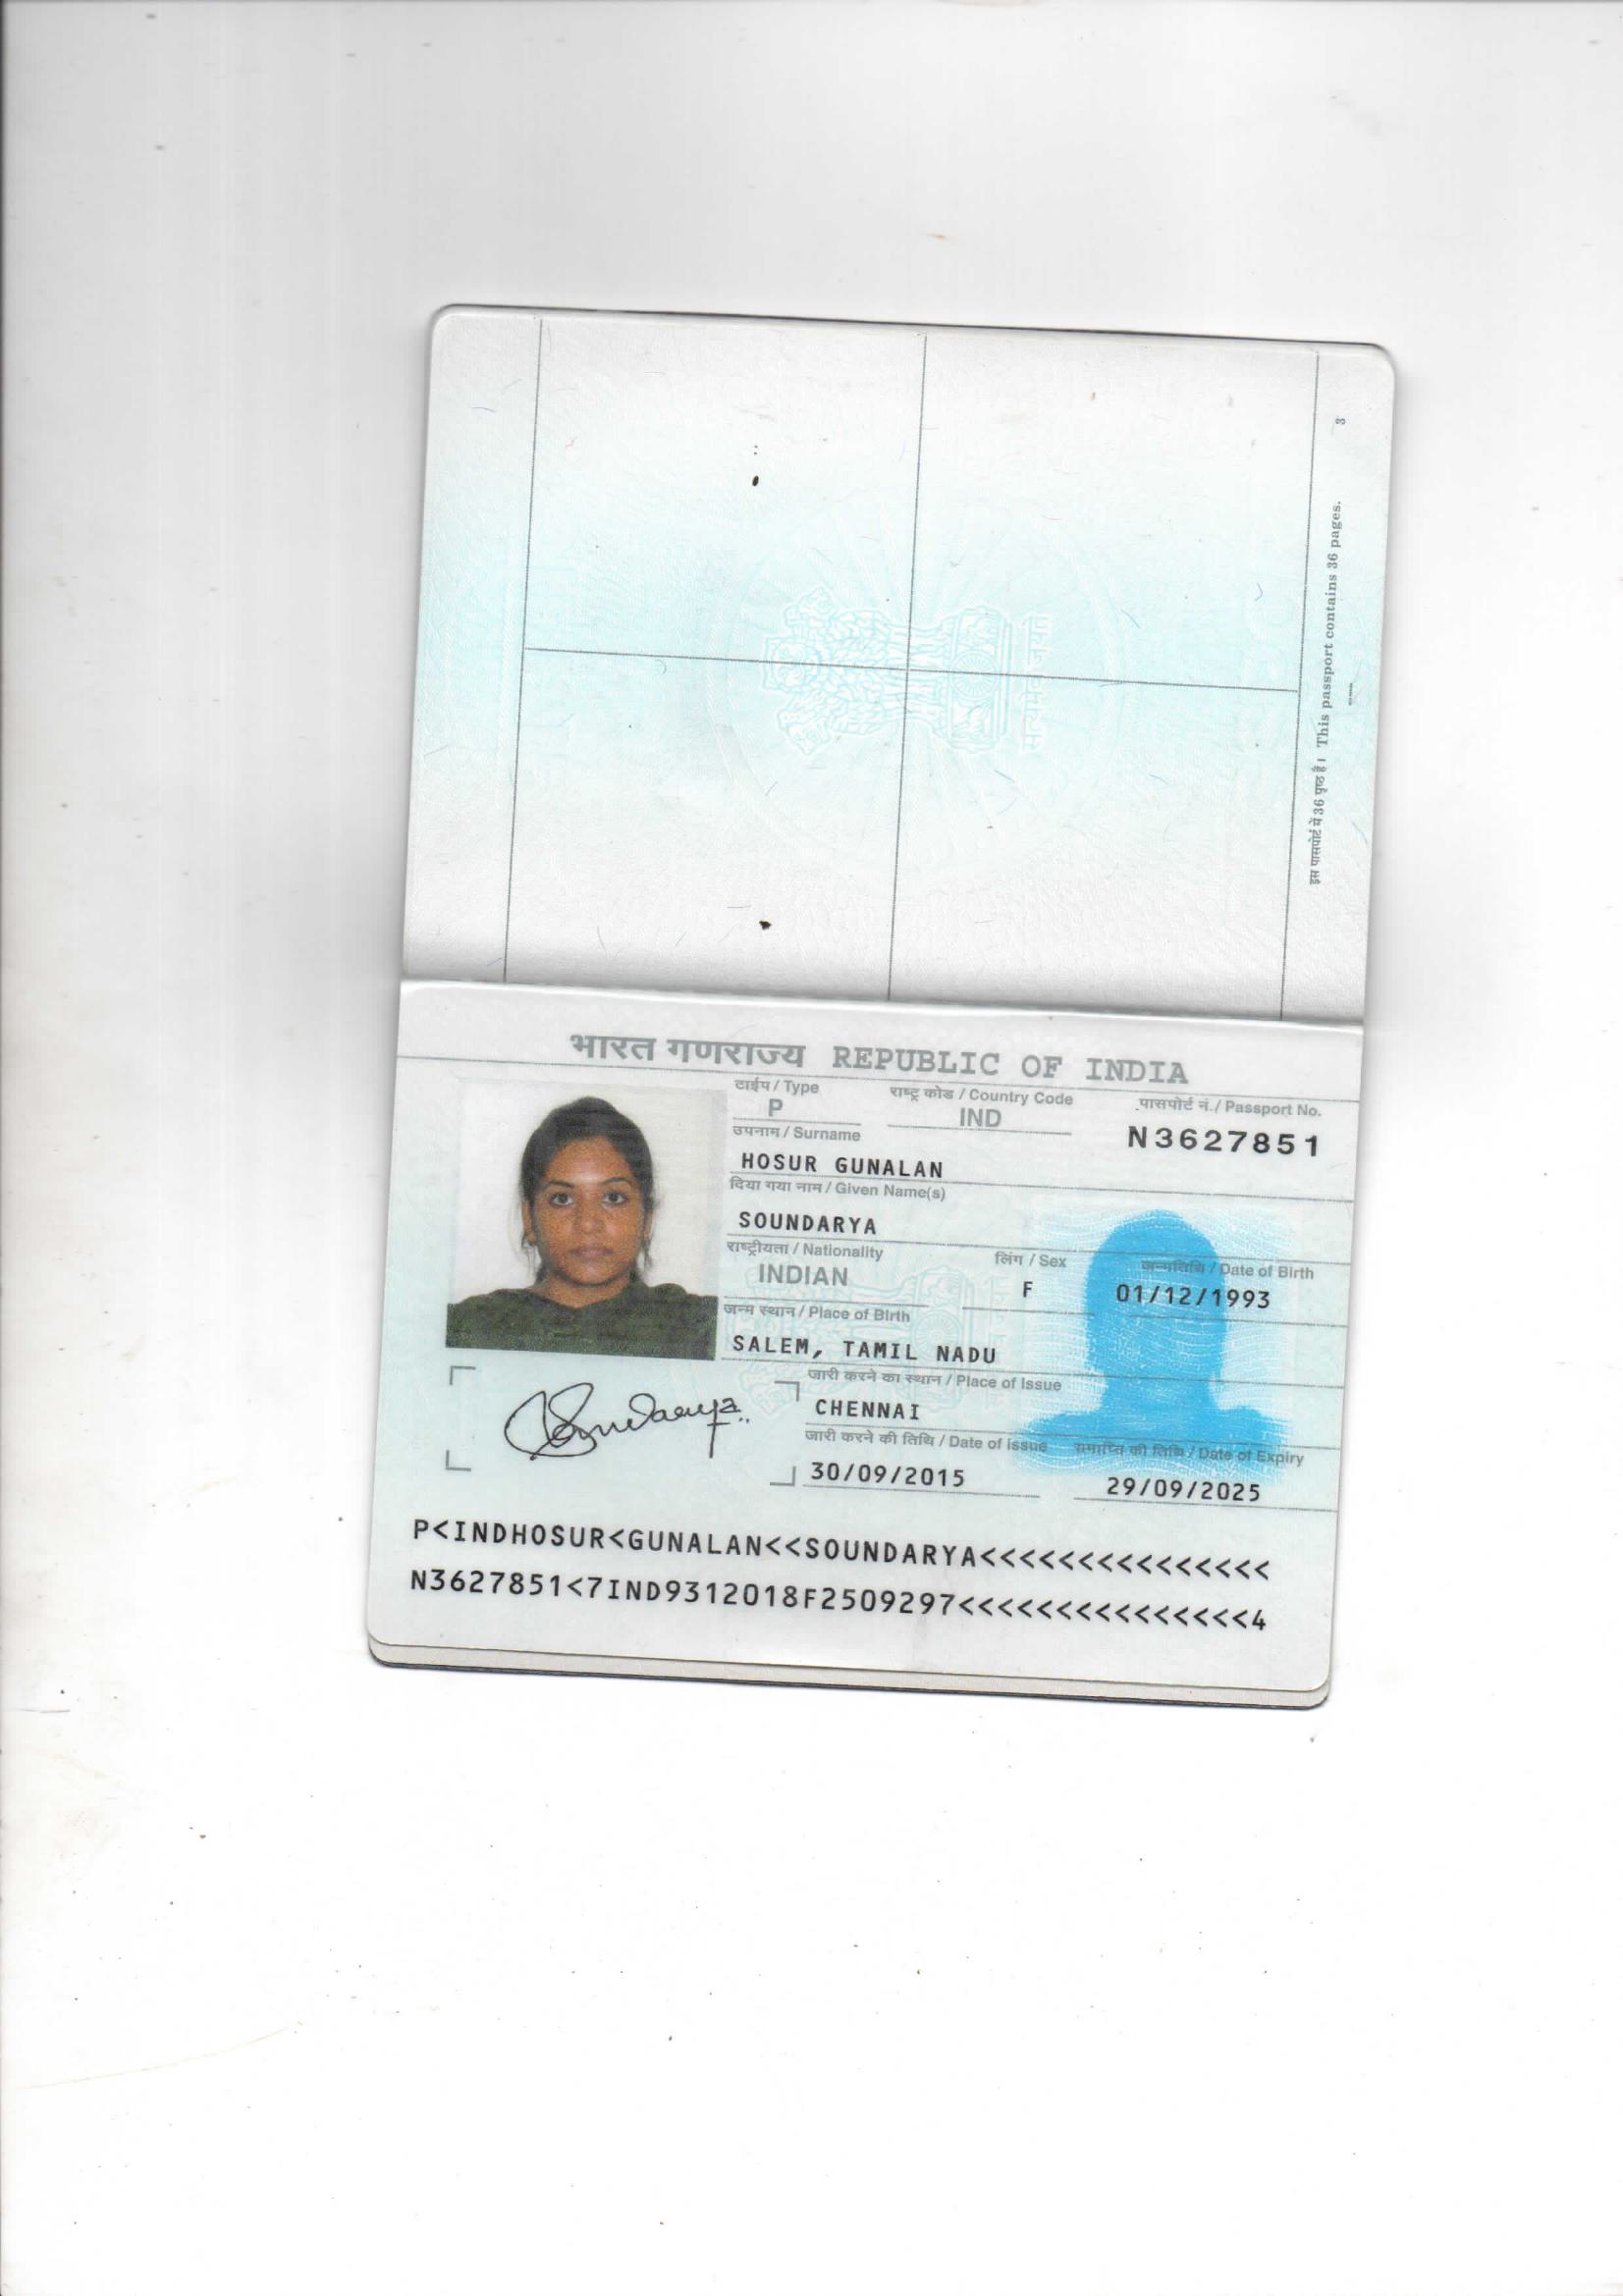 3
इस पासपोर्ट में 36 पृष्ठ हैं। This passport contains 36 pages.
भारत गणराज्य REPUBLIC OF INDIA
टाईप / Type राष्ट्र कोड / Country Code पासपोर्ट नं. / Passport No.
P IND N3627851
उपनाम / Surname
HOSUR GUNALAN
दिया गया नाम / Given Name(s)
SOUNDARYA
राष्ट्रीयता / Nationality लिंग / Sex जन्मतिथि / Date of Birth
INDIAN F 01/12/1993
जन्म स्थान / Place of Birth
SALEM, TAMIL NADU
जारी करने का स्थान / Place of Issue
CHENNAI
जारी करने की तिथि / Date of Issue समाप्ति की तिथि / Date of Expiry
30/09/2015 29/09/2025
P<INDHOSUR<GUNALAN<<SOUNDARYA<<<<<<<<<<<<<<<
N3627851<7IND9312018F2509297<<<<<<<<<<<<<<<4